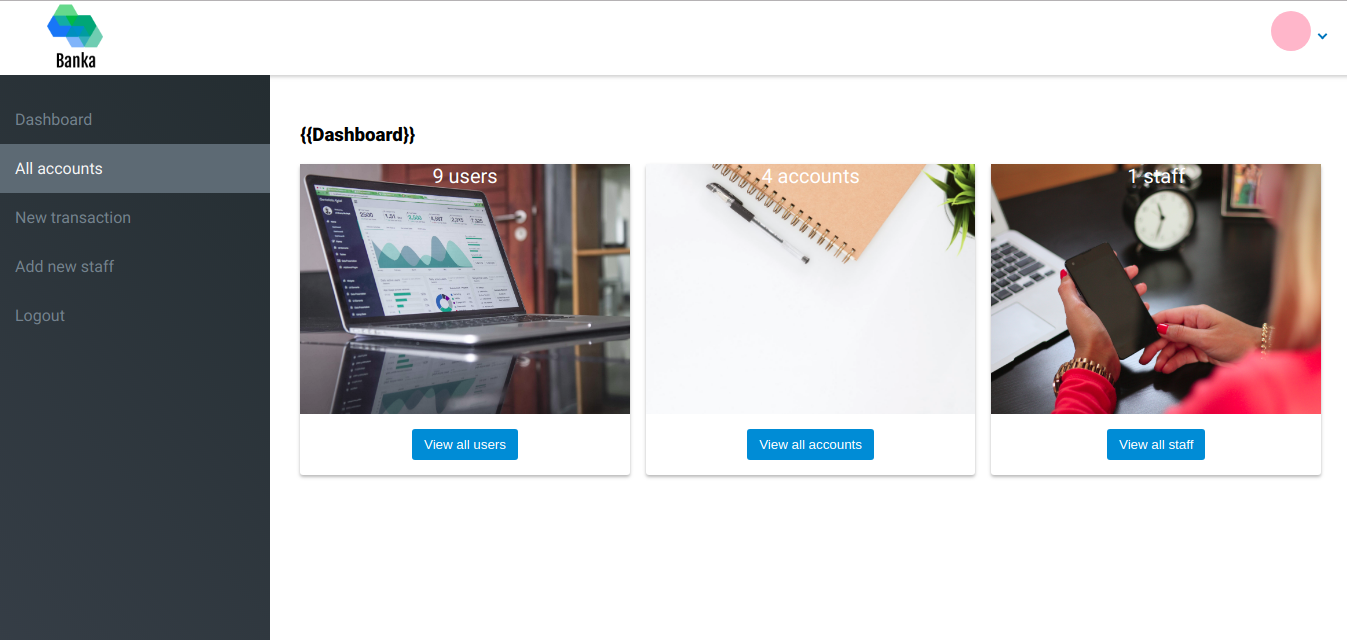 Banka
Dashboard
All accounts
New transaction
Add new staff
Logout
{{Dashboard}}
9 users
4 accounts
1 staff
View all users
View all accounts
View all staff